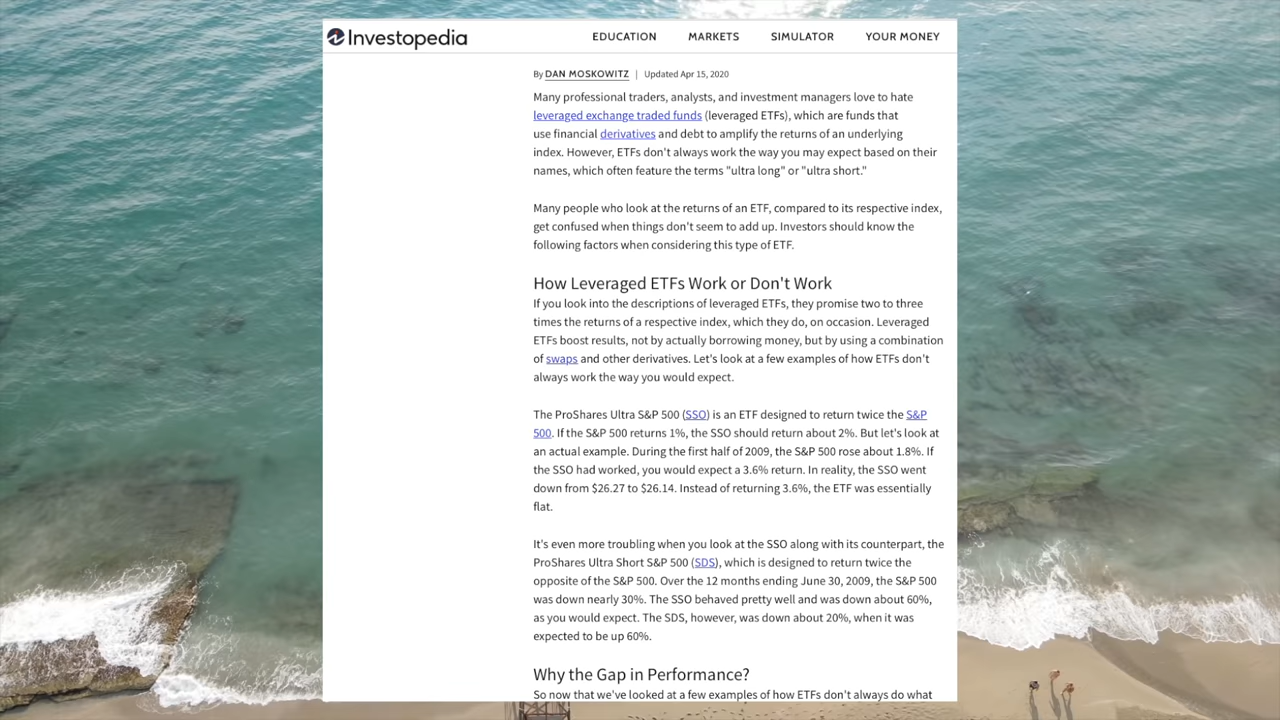 Investopedia
EDUCATION MARKETS SIMULATOR YOUR MONEY
By DAN MOSKOWITZ | Updated Apr 15, 2020
Many professional traders, analysts, and investment managers love to hate
leveraged exchange traded funds (leveraged ETFs), which are funds that
use financial derivatives and debt to amplify the returns of an underlying
index. However, ETFs don't always work the way you may expect based on their
names, which often feature the terms "ultra long" or "ultra short."
Many people who look at the returns of an ETF, compared to its respective index,
get confused when things don't seem to add up. Investors should know the
following factors when considering this type of ETF.
How Leveraged ETFs Work or Don't Work
If you look into the descriptions of leveraged ETFs, they promise two to three
times the returns of a respective index, which they do, on occasion. Leveraged
ETFs boost results, not by actually borrowing money, but by using a combination
of swaps and other derivatives. Let's look at a few examples of how ETFs don't
always work the way you would expect.
The ProShares Ultra S&P 500 (SSO) is an ETF designed to return twice the S&P
500. If the S&P 500 returns 1%, the SSO should return about 2%. But let's look at
an actual example. During the first half of 2009, the S&P 500 rose about 1.8%. If
the SSO had worked, you would expect a 3.6% return. In reality, the SSO went
down from $26.27 to $26.14. Instead of returning 3.6%, the ETF was essentially
flat.
It's even more troubling when you look at the SSO along with its counterpart, the
ProShares Ultra Short S&P 500 (SDS), which is designed to return twice the
opposite of the S&P 500. Over the 12 months ending June 30, 2009, the S&P 500
was down nearly 30%. The SSO behaved pretty well and was down about 60%,
as you would expect. The SDS, however, was down about 20%, when it was
expected to be up 60%.
Why the Gap in Performance?
So now that we've looked at a few examples of how ETFs don't always do what